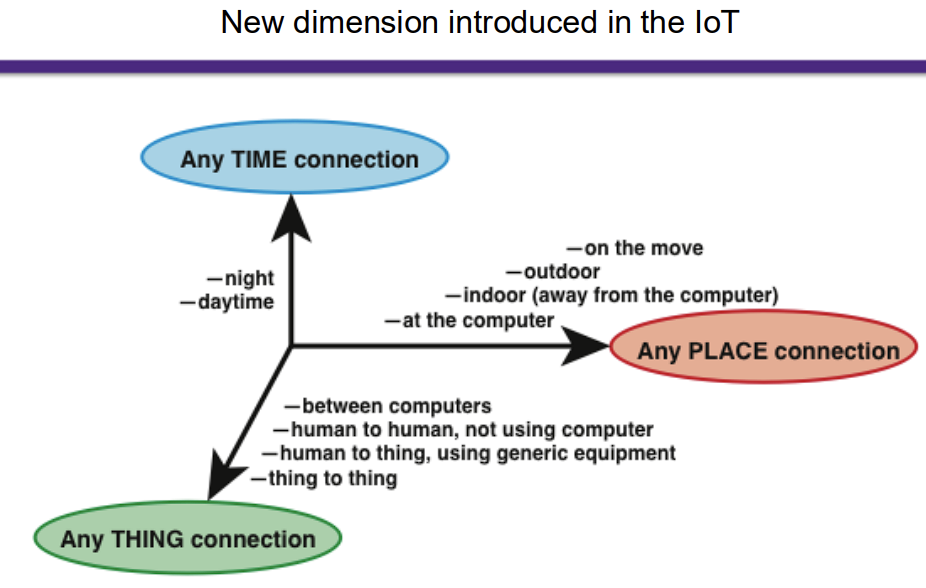 New dimension introduced in the IoT
Any TIME connection
—night
—daytime
—on the move
—outdoor
—indoor (away from the computer)
—at the computer
Any PLACE connection
—between computers
—human to human, not using computer
—human to thing, using generic equipment
—thing to thing
Any THING connection